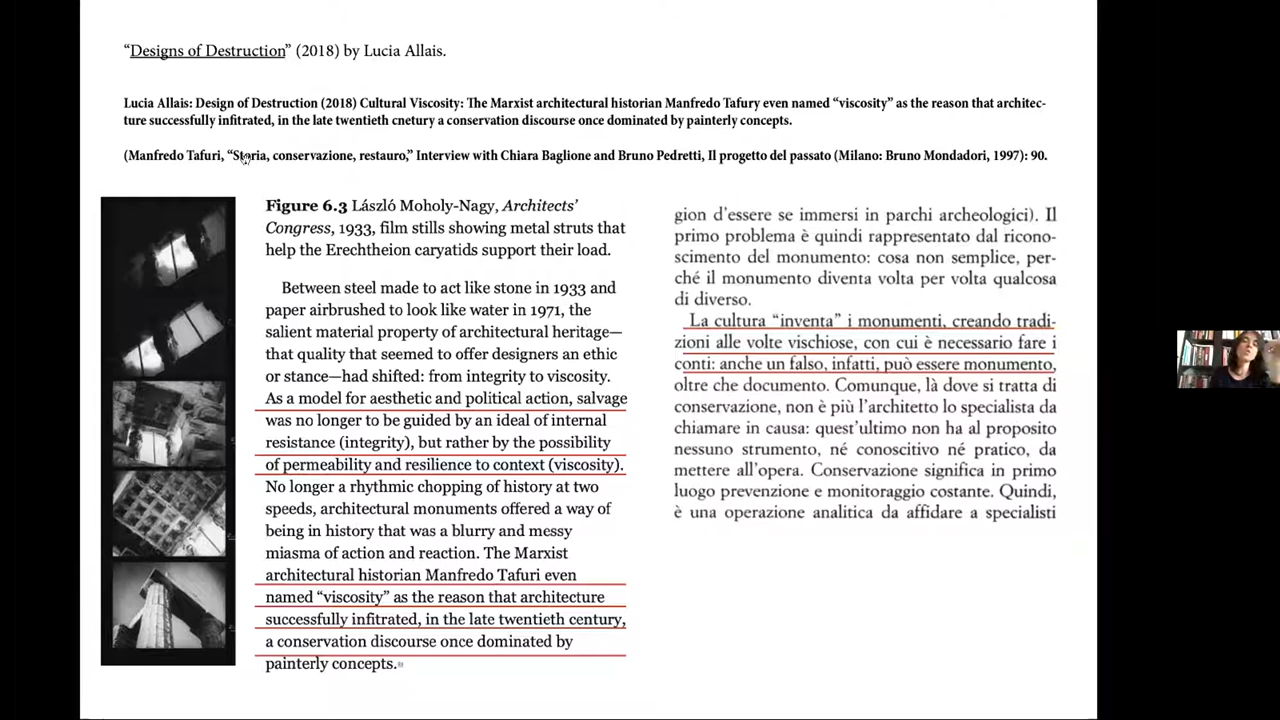 “Designs of Destruction” (2018) by Lucia Allais.
Lucia Allais: Design of Destruction (2018) Cultural Viscosity: The Marxist architectural historian Manfredo Tafury even named “viscosity” as the reason that architec-
ture successfully infitrated, in the late twentieth cnetury a conservation discourse once dominated by painterly concepts.
(Manfredo Tafuri, “Storia, conservazione, restauro,” Interview with Chiara Baglione and Bruno Pedretti, Il progetto del passato (Milano: Bruno Mondadori, 1997): 90.
Figure 6.3 László Moholy-Nagy, Architects’
Congress, 1933, film stills showing metal struts that
help the Erechtheion caryatids support their load.
Between steel made to act like stone in 1933 and
paper airbrushed to look like water in 1971, the
salient material property of architectural heritage—
that quality that seemed to offer designers an ethic
or stance—had shifted: from integrity to viscosity.
As a model for aesthetic and political action, salvage
was no longer to be guided by an ideal of internal
resistance (integrity), but rather by the possibility
of permeability and resilience to context (viscosity).
No longer a rhythmic chopping of history at two
speeds, architectural monuments offered a way of
being in history that was a blurry and messy
miasma of action and reaction. The Marxist
architectural historian Manfredo Tafuri even
named “viscosity” as the reason that architecture
successfully infitrated, in the late twentieth century,
a conservation discourse once dominated by
painterly concepts.
gion d’essere se immersi in parchi archeologici). Il
primo problema è quindi rappresentato dal ricono-
scimento del monumento: cosa non semplice, per-
ché il monumento diventa volta per volta qualcosa
di diverso.
La cultura “inventa” i monumenti, creando tradi-
zioni alle volte vischiose, con cui è necessario fare i
conti: anche un falso, infatti, può essere monumento,
oltre che documento. Comunque, là dove si tratta di
conservazione, non è più l’architetto lo specialista da
chiamare in causa: quest’ultimo non ha al proposito
nessuno strumento, né conoscitivo né pratico, da
mettere all’opera. Conservazione significa in primo
luogo prevenzione e monitoraggio costante. Quindi,
è una operazione analitica da affidare a specialisti